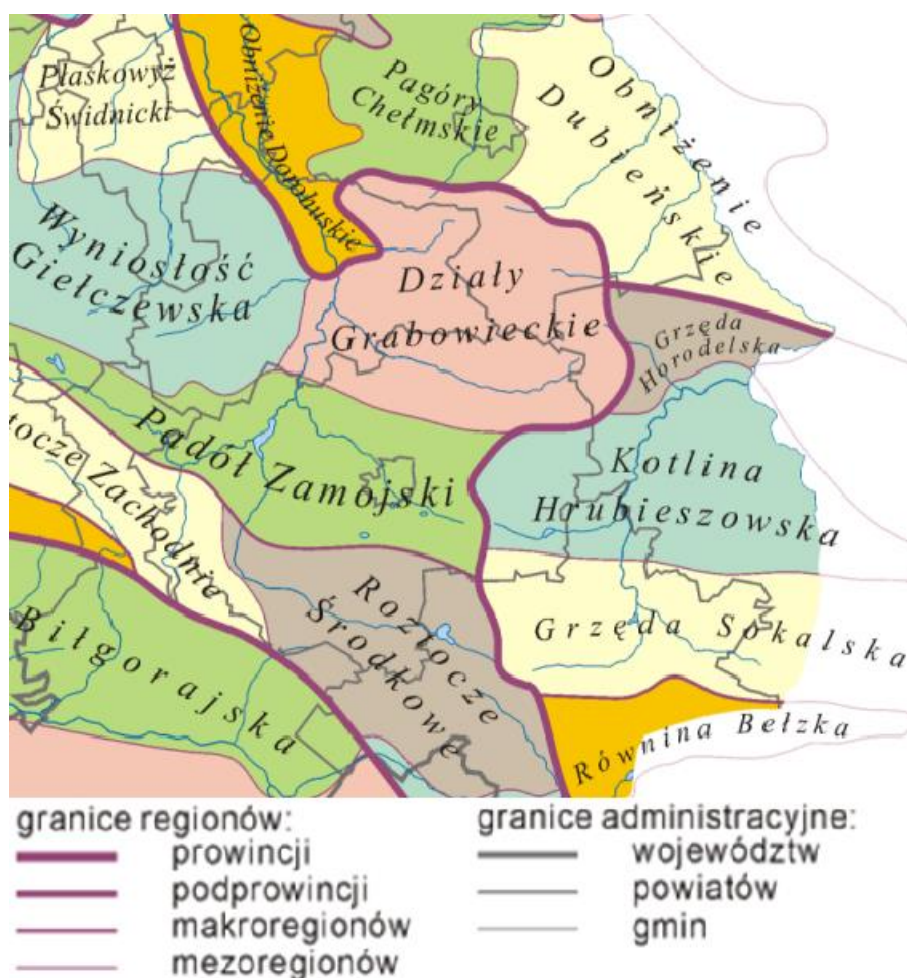 Płaskowyż
Świdnicki
Obniżenie Dorohuskie
Pagóry
Chełmskie
Obniżenie
Dubieńskie
Wyniosłość
Giełczewska
Działy
Grabowieckie
Grzęda
Horodelska
Padół Zamojski
Kotlina
Hrubieszowska
tocze Zachodnie
Roztocze
Środkowe
Grzęda Sokalska
Biłgorajska
Równina Bełzka
granice regionów:
prowincji
podprowincji
makroregionów
mezoregionów
granice administracyjne:
województw
powiatów
gmin